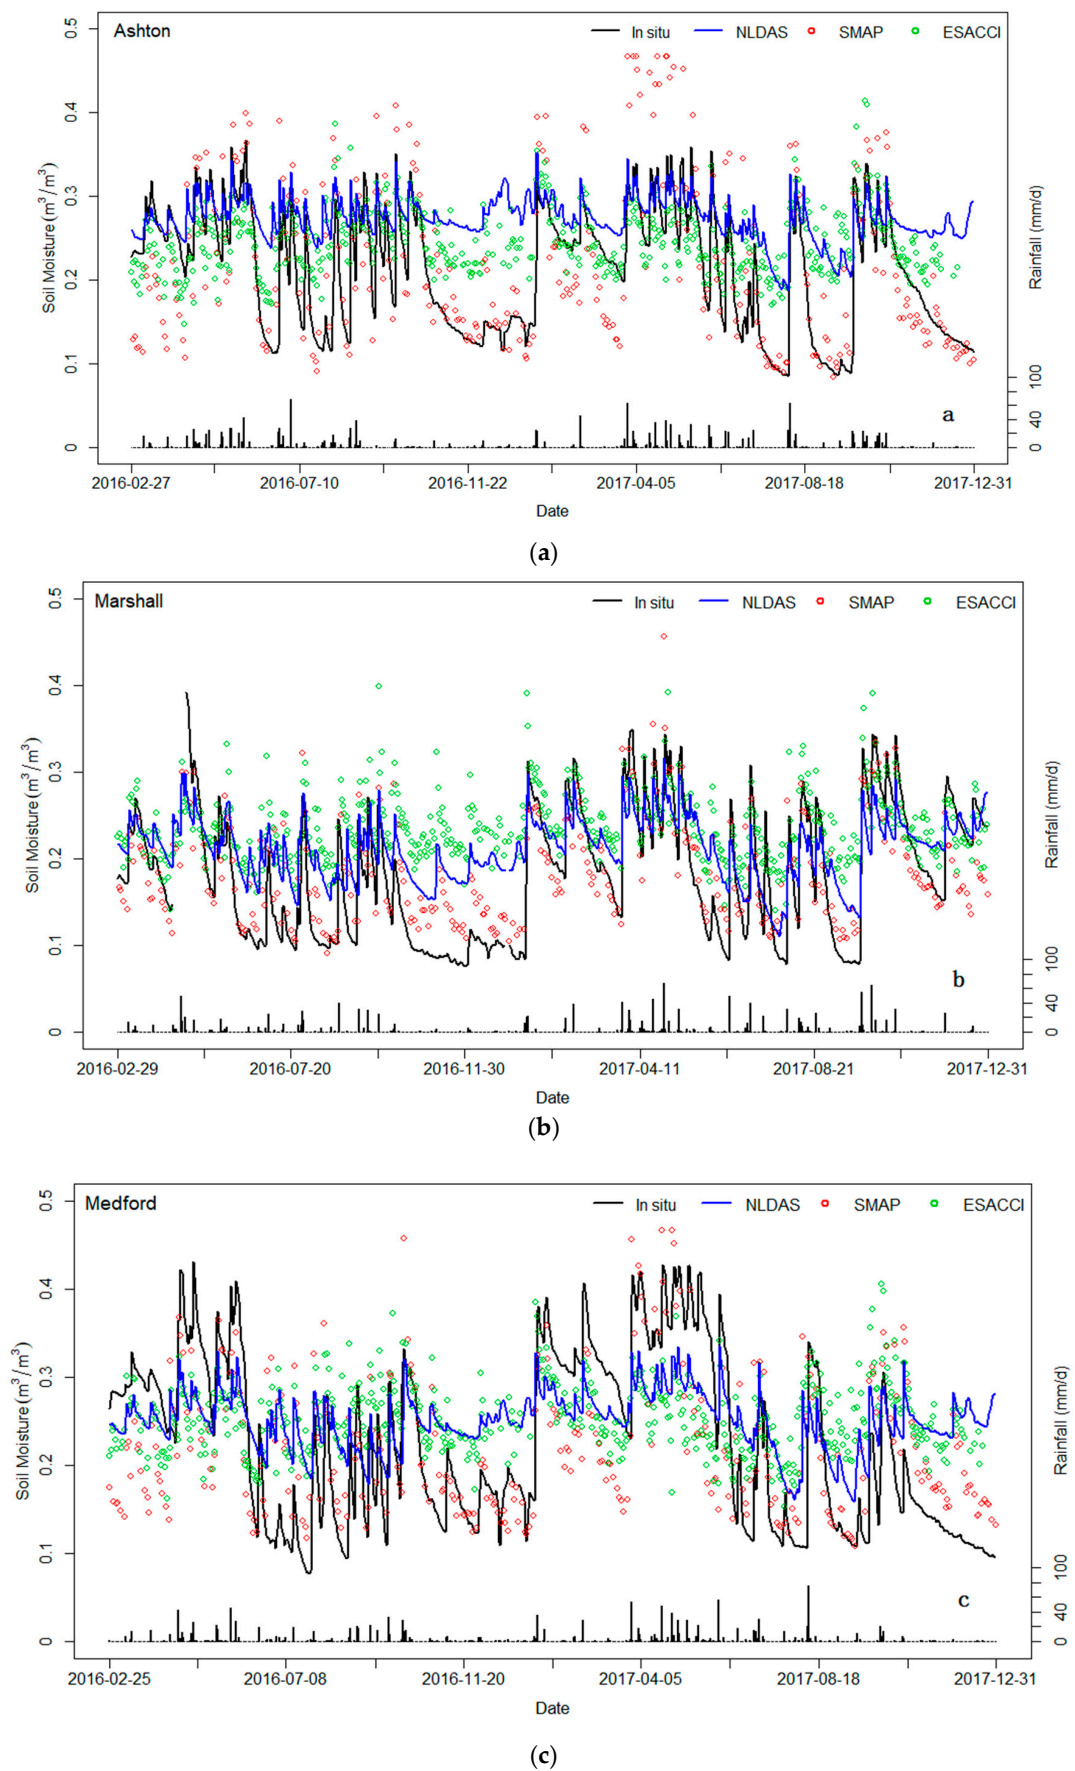 Ashton
In situ NLDAS SMAP ESACCI
Soil Moisture (m³/m³)
0.5
0.4
0.3
0.2
0.1
0
Rainfall (mm/d)
100
40
0
a
2016-02-27 2016-07-10 2016-11-22 2017-04-05 2017-08-18 2017-12-31
Date
(a)
Marshall
In situ NLDAS SMAP ESACCI
Soil Moisture (m³/m³)
0.5
0.4
0.3
0.2
0.1
0
Rainfall (mm/d)
100
40
0
b
2016-02-29 2016-07-20 2016-11-30 2017-04-11 2017-08-21 2017-12-31
Date
(b)
Medford
In situ NLDAS SMAP ESACCI
Soil Moisture (m³/m³)
0.5
0.4
0.3
0.2
0.1
0
Rainfall (mm/d)
100
40
0
c
2016-02-25 2016-07-08 2016-11-20 2017-04-05 2017-08-18 2017-12-31
Date
(c)